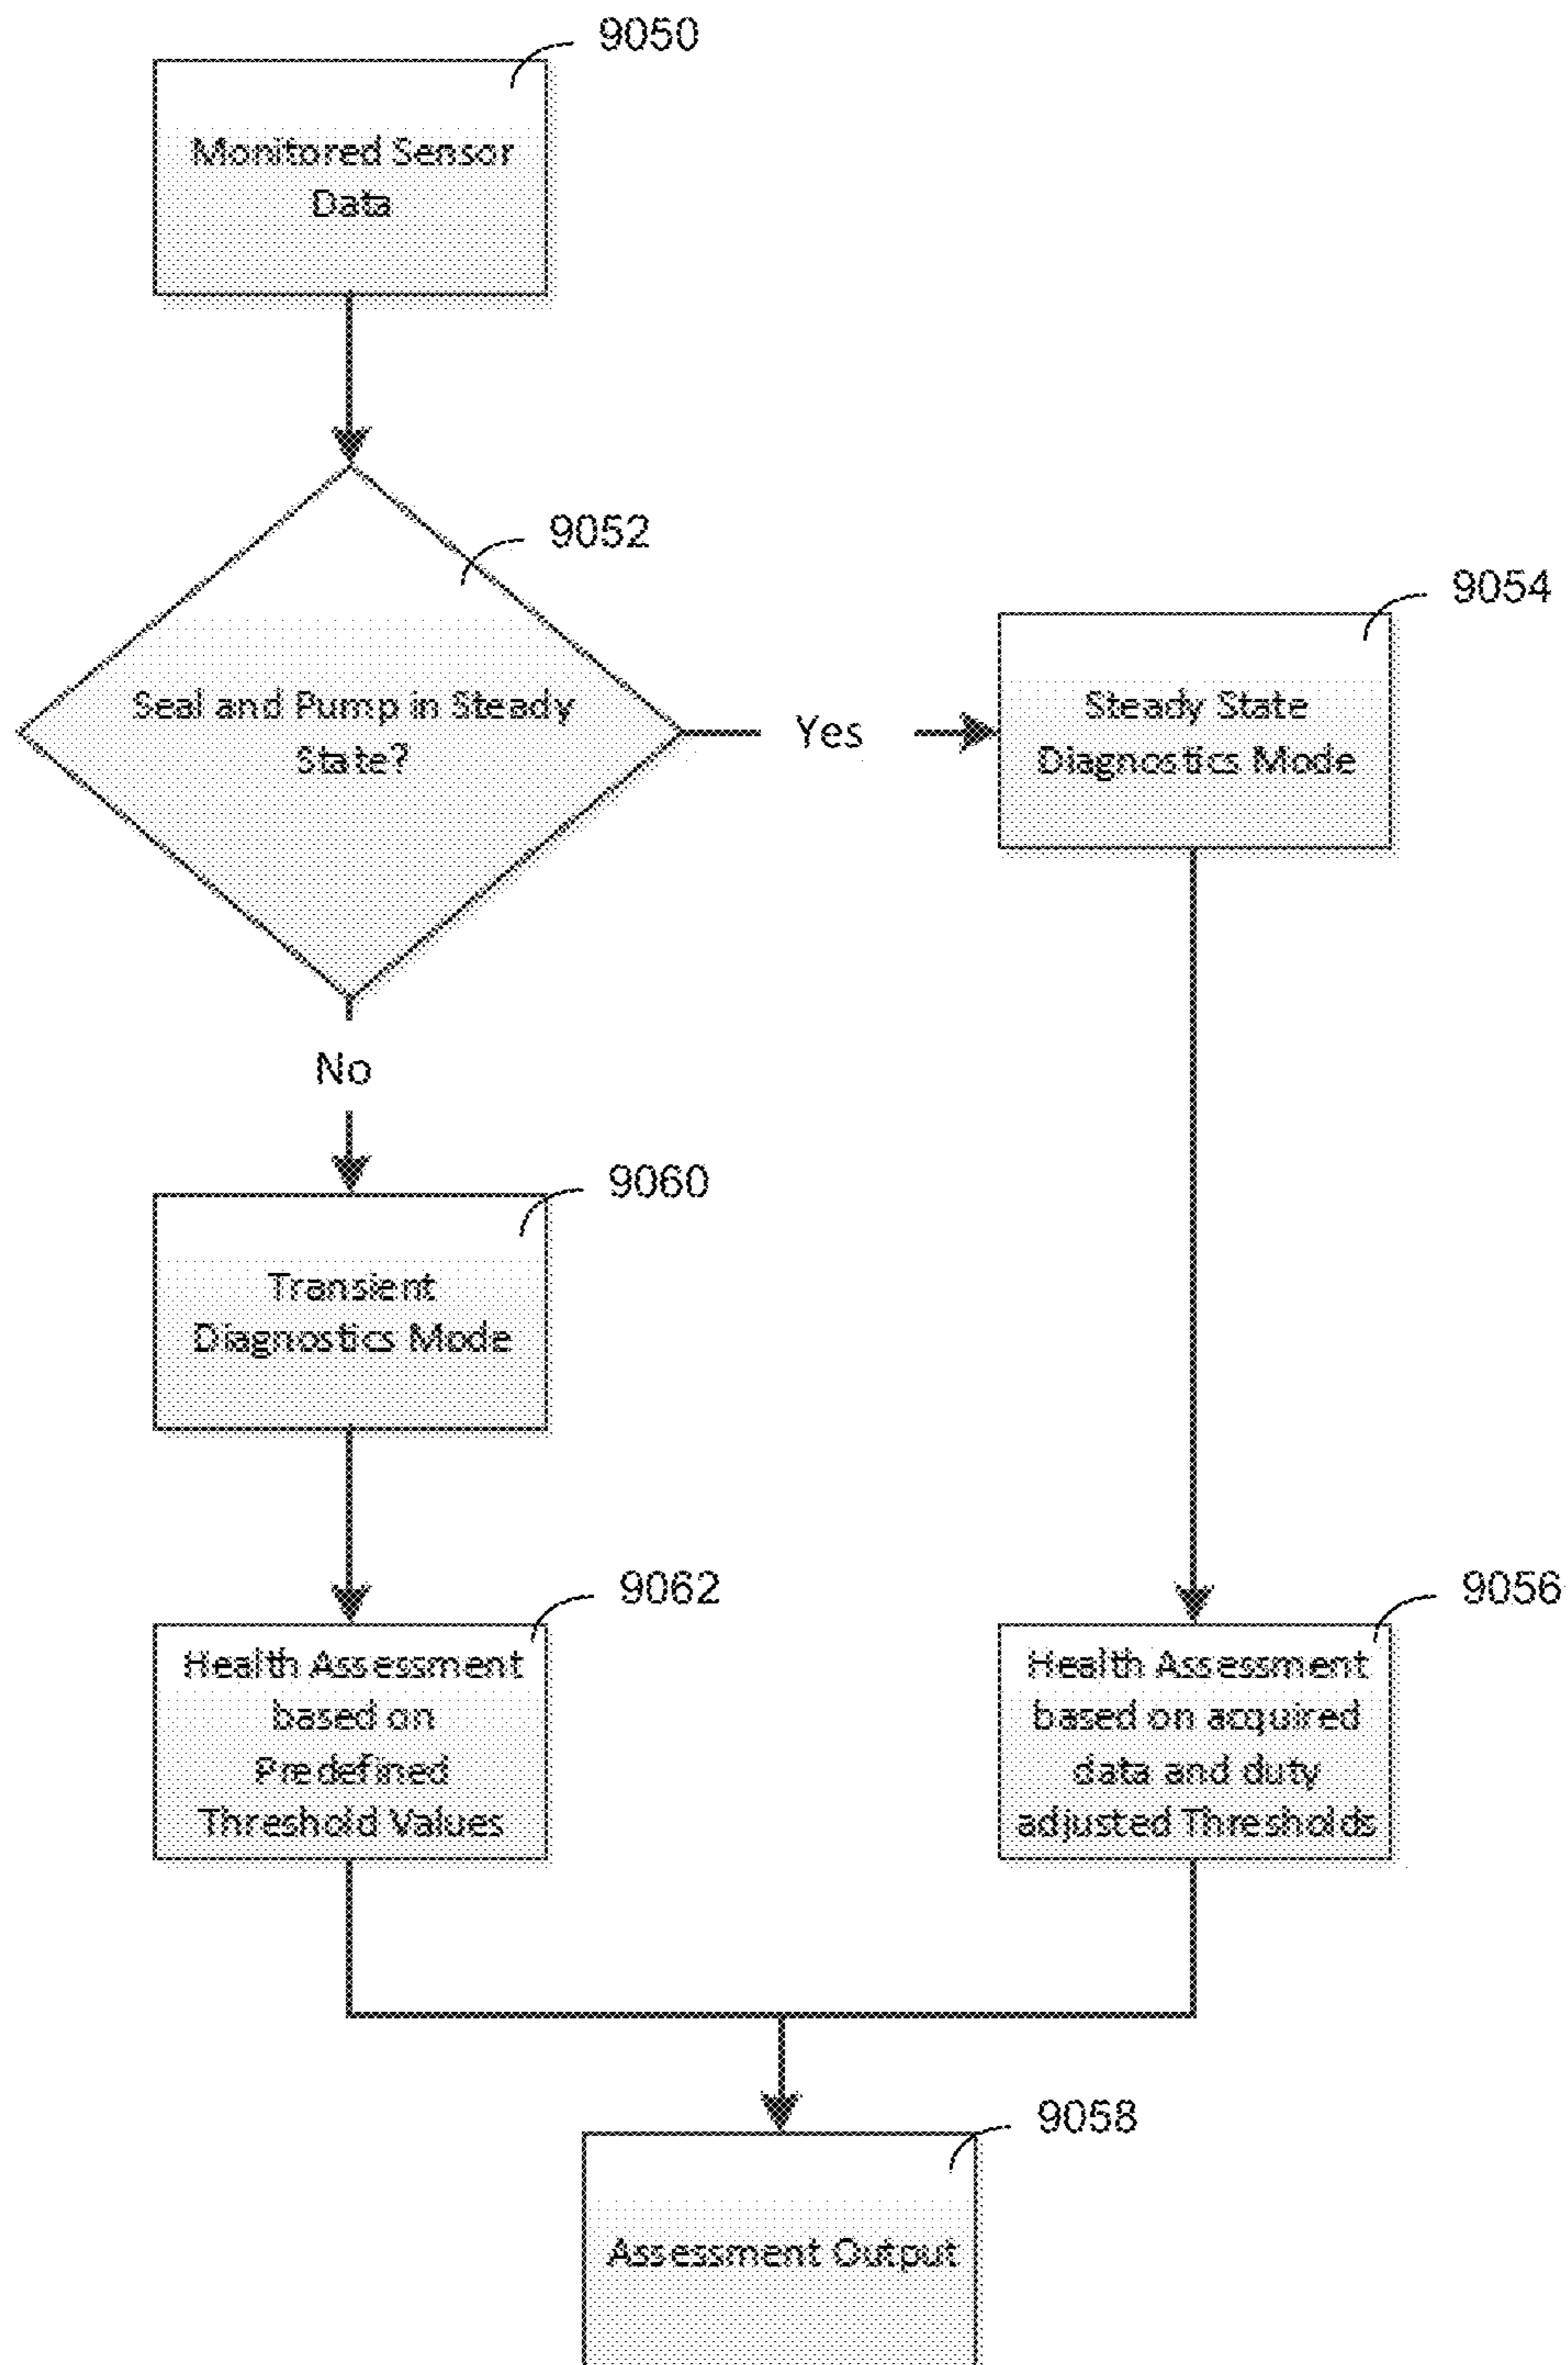 9050
Monitored Sensor
Data
9052
Seal and Pump in Steady
State?
Yes
9054
Steady State
Diagnostics Mode
No
9060
Transient
Diagnostics Mode
9062
Health Assessment
based on
Predefined
Threshold Values
9056
Health Assessment
based on acquired
data and duty
adjusted Thresholds
9058
Assessment Output